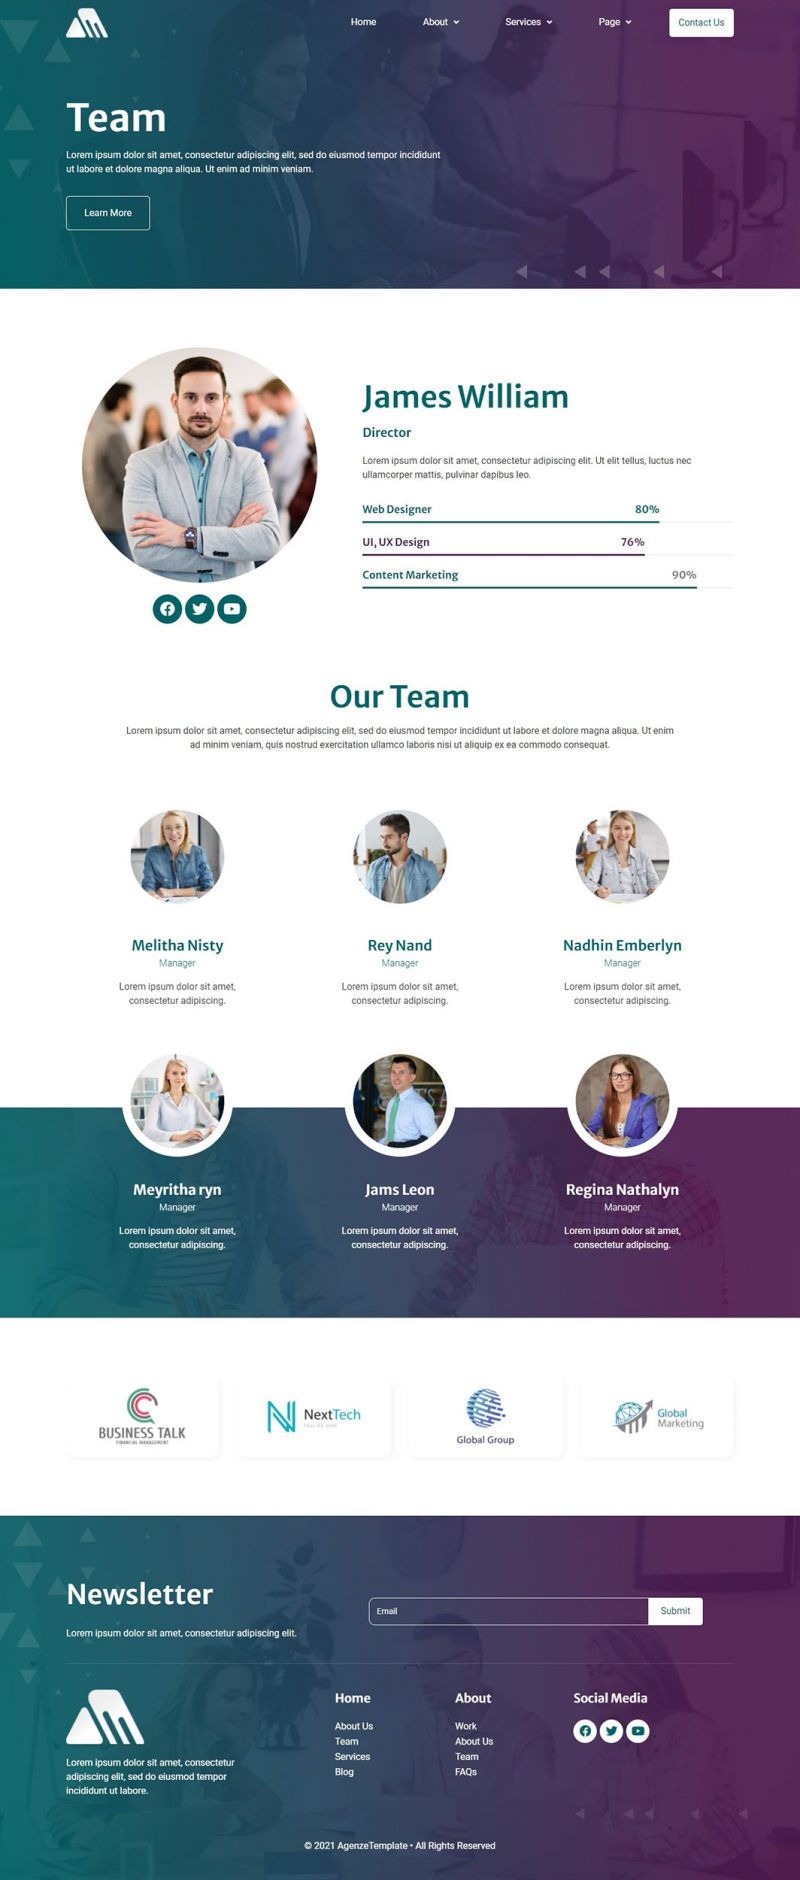 Home About Services Page Contact Us
Team
Lorem ipsum dolor sit amet, consectetur adipiscing elit, sed do eiusmod tempor incididunt
ut labore et dolore magna aliqua. Ut enim ad minim veniam.
Learn More
James William
Director
Lorem ipsum dolor sit amet, consectetur adipiscing elit. Ut elit tellus, luctus nec
ullamcorper mattis, pulvinar dapibus leo.
Web Designer 80%
UI, UX Design 76%
Content Marketing 90%
Our Team
Lorem ipsum dolor sit amet, consectetur adipiscing elit, sed do eiusmod tempor incididunt ut labore et dolore magna aliqua. Ut enim
ad minim veniam, quis nostrud exercitation ullamco laboris nisi ut aliquip ex ea commodo consequat.
Melitha Nisty
Manager
Lorem ipsum dolor sit amet,
consectetur adipiscing.
Rey Nand
Manager
Lorem ipsum dolor sit amet,
consectetur adipiscing.
Nadhin Emberlyn
Manager
Lorem ipsum dolor sit amet,
consectetur adipiscing.
Meyritha ryn
Manager
Lorem ipsum dolor sit amet,
consectetur adipiscing.
Jams Leon
Manager
Lorem ipsum dolor sit amet,
consectetur adipiscing.
Regina Nathalyn
Manager
Lorem ipsum dolor sit amet,
consectetur adipiscing.
BUSINESS TALK
FINANCIAL MANAGEMENT
NextTech
TAGLINE HERE
Global Group
Global
Marketing
Newsletter
Lorem ipsum dolor sit amet, consectetur adipiscing elit.
Email Submit
Lorem ipsum dolor sit amet, consectetur
adipiscing elit, sed do eiusmod tempor
incididunt ut labore.
Home
About Us
Team
Services
Blog
About
Work
About Us
Team
FAQs
Social Media
© 2021 AgenzeTemplate • All Rights Reserved